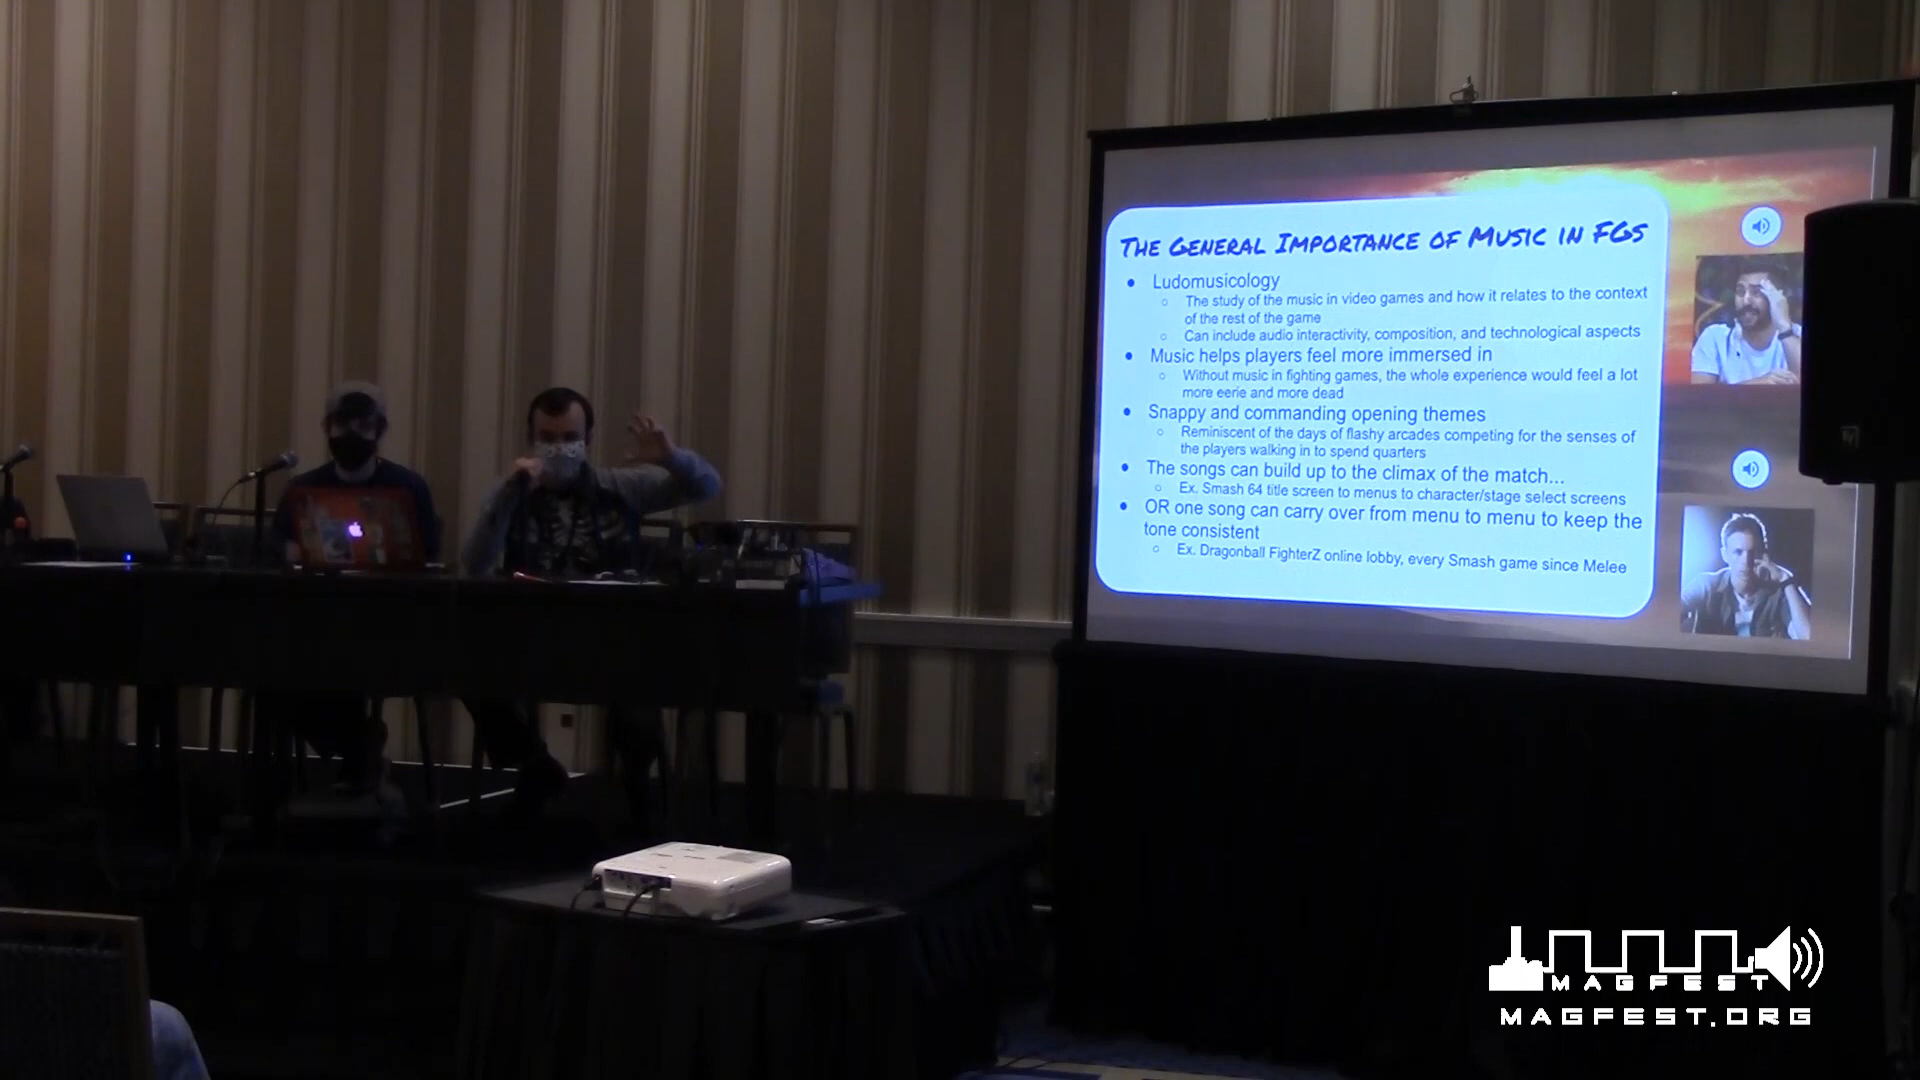 The General Importance of Music in FGs
● Ludomusicology
○ The study of the music in video games and how it relates to the context
of the rest of the game
○ Can include audio interactivity, composition, and technological aspects
● Music helps players feel more immersed in
○ Without music in fighting games, the whole experience would feel a lot
more eerie and more dead
● Snappy and commanding opening themes
○ Reminiscent of the days of flashy arcades competing for the senses of
the players walking in to spend quarters
● The songs can build up to the climax of the match...
○ Ex. Smash 64 title screen to menus to character/stage select screens
● OR one song can carry over from menu to menu to keep the
tone consistent
○ Ex. Dragonball FighterZ online lobby, every Smash game since Melee
MAGFEST
MAGFEST.ORG